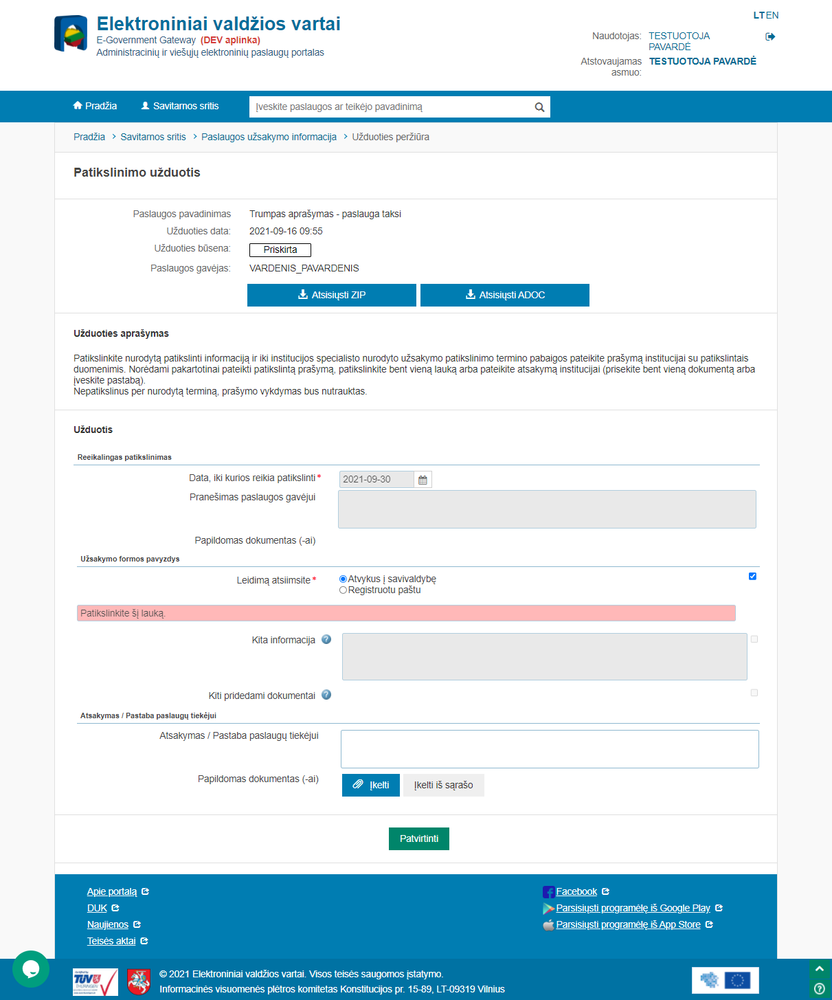 LT EN
Elektroniniai valdžios vartai
E-Government Gateway (DEV aplinka)
Administracinių ir viešųjų elektroninių paslaugų portalas
Naudotojas: TESTUOTOJA
PAVARDĖ
Atstovaujamas TESTUOTOJA PAVARDĖ
asmuo:
Pradžia Savitarnos sritis Įveskite paslaugos ar teikėjo pavadinimą
Pradžia > Savitarnos sritis > Paslaugos užsakymo informacija > Užduoties peržiūra
Patikslinimo užduotis
Paslaugos pavadinimas Trumpas aprašymas - paslauga taksi
Užduoties data: 2021-09-16 09:55
Užduoties būsena: Priskirta
Paslaugos gavėjas: VARDENIS_PAVARDENIS
Atsisiųsti ZIP Atsisiųsti ADOC
Užduoties aprašymas
Patikslinkite nurodytą patikslinti informaciją ir iki institucijos specialisto nurodyto užsakymo patikslinimo termino pabaigos pateikite prašymą institucijai su patikslintais
duomenimis. Norėdami pakartotinai pateikti patikslintą prašymą, patikslinkite bent vieną lauką arba pateikite atsakymą institucijai (prisekite bent vieną dokumentą arba
įveskite pastabą).
Nepatikslinus per nurodytą terminą, prašymo vykdymas bus nutrauktas.
Užduotis
Reeikalingas patikslinimas
Data, iki kurios reikia patikslinti* 2021-09-30
Pranešimas paslaugos gavėjui
Papildomas dokumentas (-ai)
Užsakymo formos pavyzdys
Leidimą atsiimsite* Atvykus į savivaldybę
Registruotu paštu
Patikslinkite šį lauką.
Kita informacija ?
Kiti pridedami dokumentai ?
Atsakymas / Pastaba paslaugų tiekėjui
Atsakymas / Pastaba paslaugų tiekėjui
Papildomas dokumentas (-ai) Įkelti Įkelti iš sąrašo
Patvirtinti
Apie portalą Facebook
DUK Parsisiųsti programėlę iš Google Play
Naujienos Parsisiųsti programėlę iš App Store
Teisės aktai
TÜV © 2021 Elektroniniai valdžios vartai. Visos teisės saugomos įstatymo.
Informacinės visuomenės plėtros komitetas Konstitucijos pr. 15-89, LT-09319 Vilnius